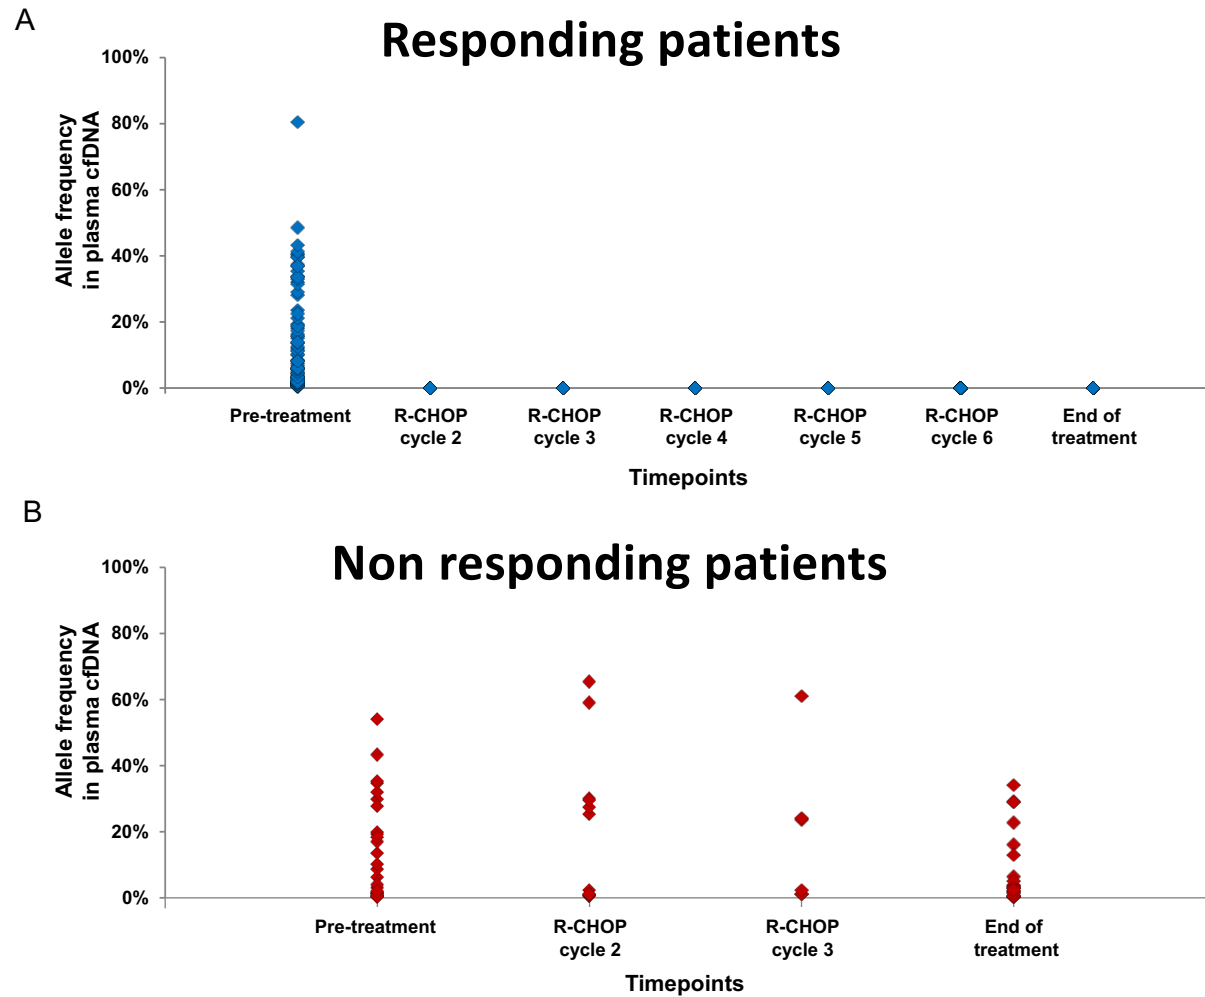 A
Responding patients
100%
80%
60%
40%
20%
0%
Allele frequency
in plasma cfDNA
Pre-treatment
R-CHOP
cycle 2
R-CHOP
cycle 3
R-CHOP
cycle 4
R-CHOP
cycle 5
R-CHOP
cycle 6
End of
treatment
Timepoints
B
Non responding patients
100%
80%
60%
40%
20%
0%
Allele frequency
in plasma cfDNA
Pre-treatment
R-CHOP
cycle 2
R-CHOP
cycle 3
End of
treatment
Timepoints